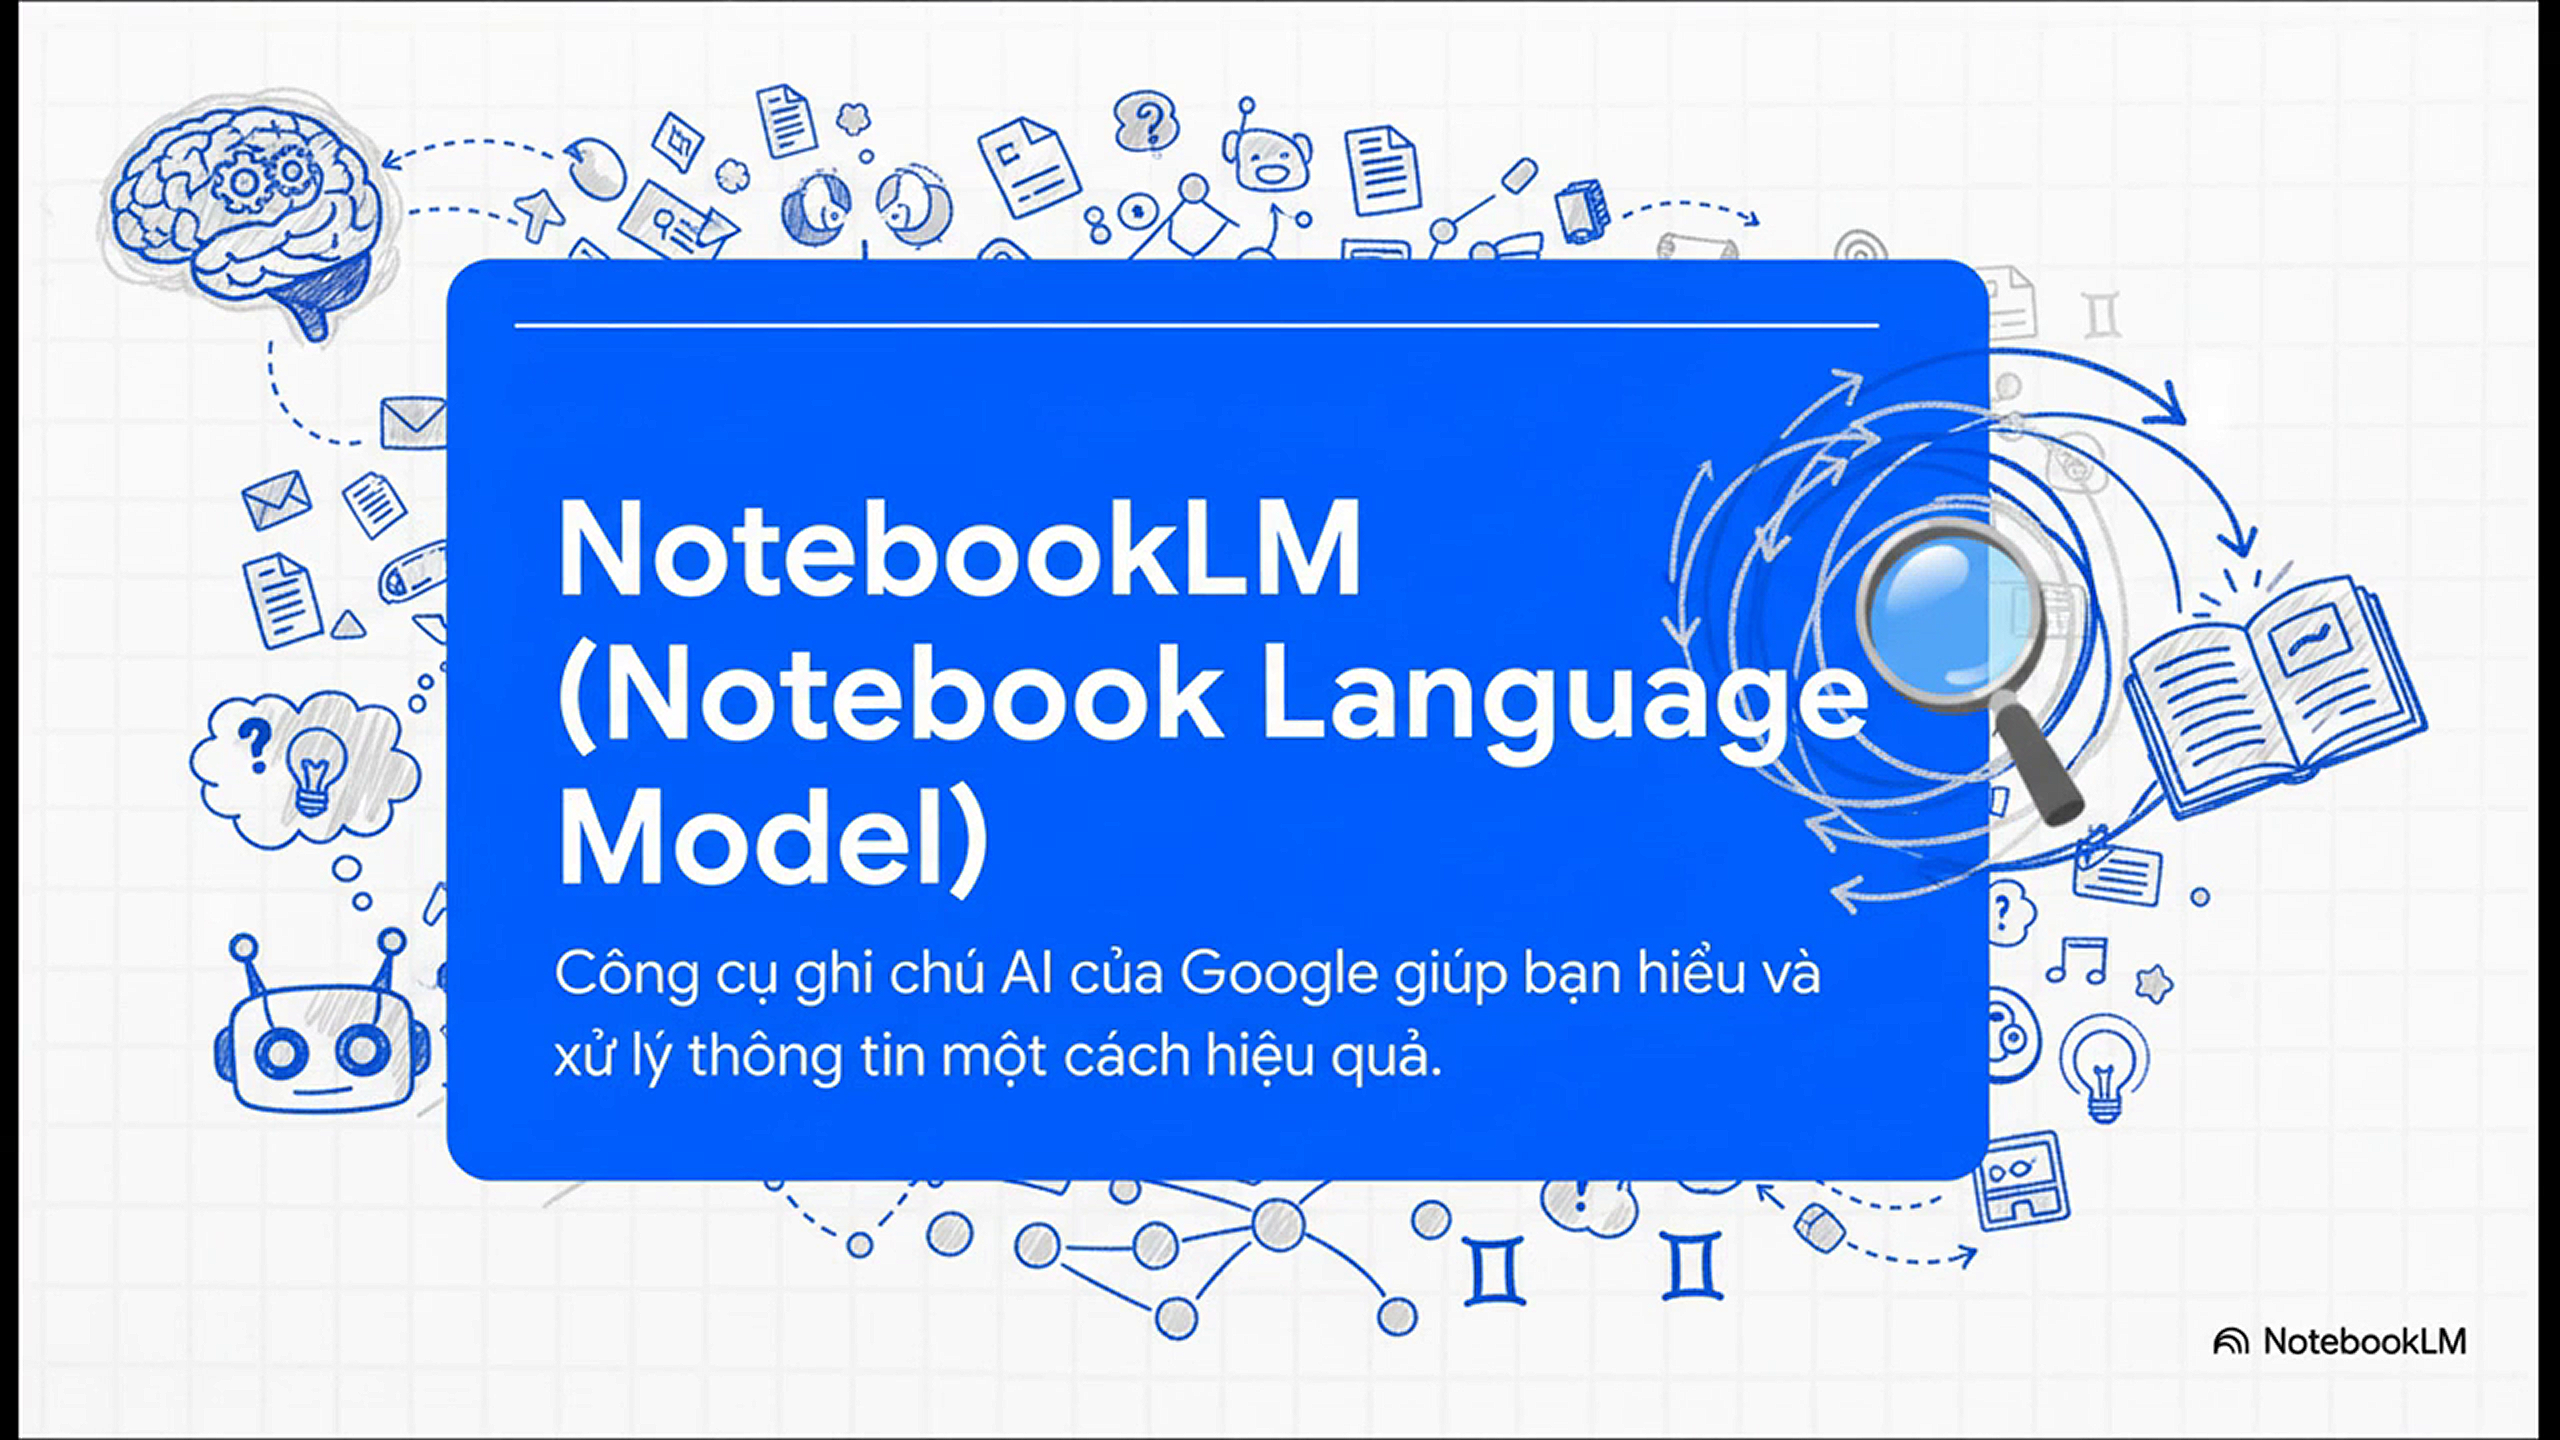 NotebookLM
(Notebook Language
Model)
Công cụ ghi chú AI của Google giúp bạn hiểu và
xử lý thông tin một cách hiệu quả.
NotebookLM